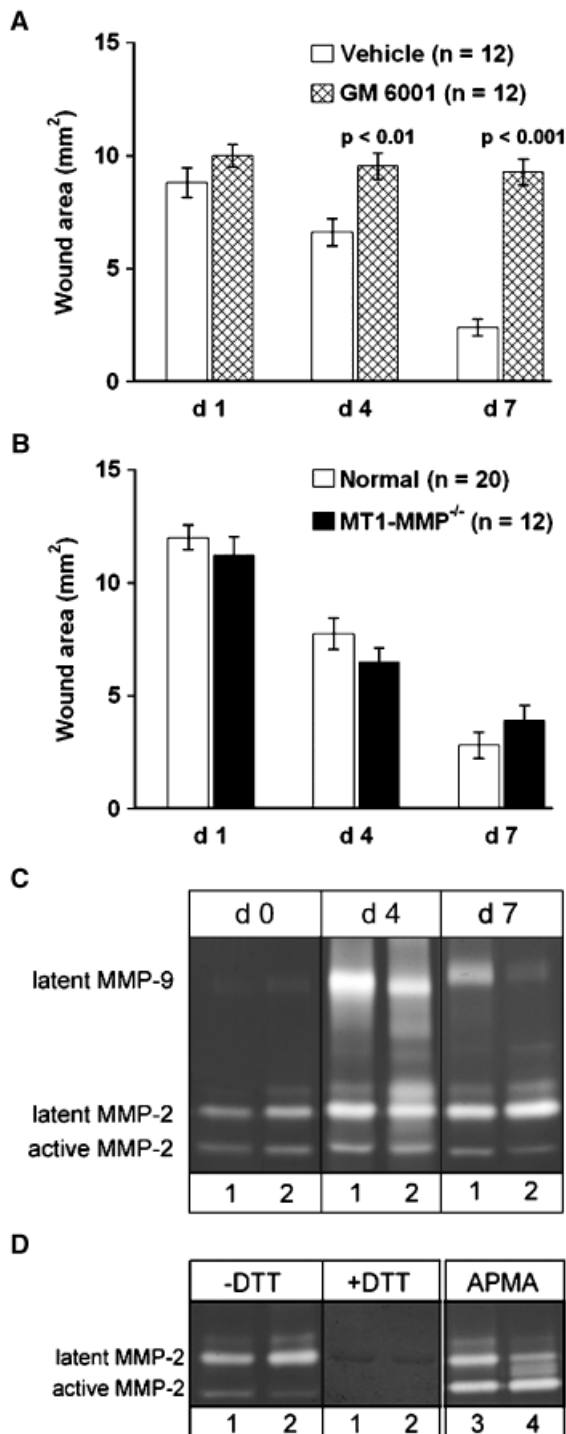 A
15
10
5
0
Wound area (mm²)
Vehicle (n = 12)
GM 6001 (n = 12)
p < 0.01
p < 0.001
d 1
d 4
d 7
B
15
10
5
0
Wound area (mm²)
Normal (n = 20)
MT1-MMP⁻/⁻ (n = 12)
d 1
d 4
d 7
C
d 0
d 4
d 7
latent MMP-9
latent MMP-2
active MMP-2
1 2 1 2 1 2
D
-DTT
+DTT
APMA
latent MMP-2
active MMP-2
1 2 1 2 3 4